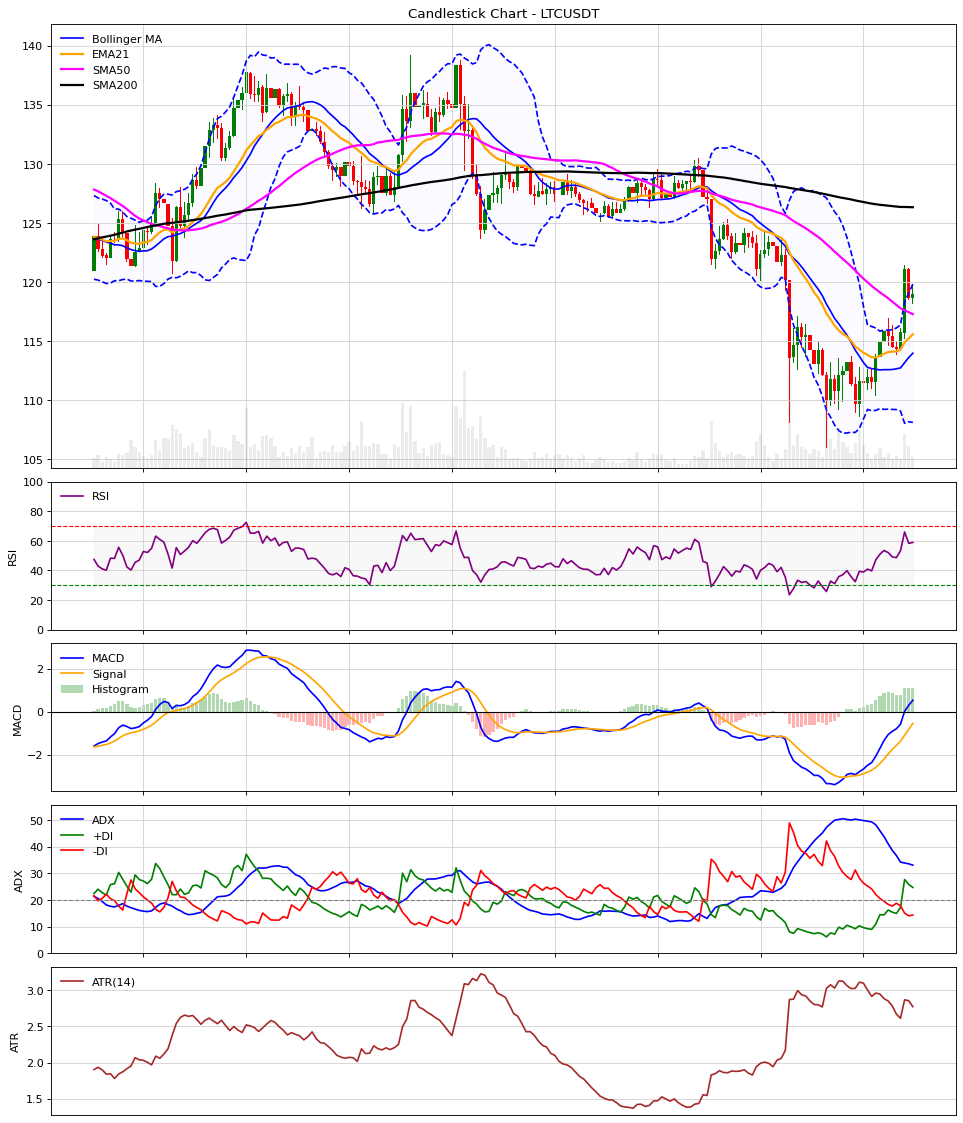 Candlestick Chart - LTCUSDT
Bollinger MA
EMA21
SMA50
SMA200
140
135
130
125
120
115
110
105
RSI
RSI
100
80
60
40
20
0
MACD
Signal
Histogram
MACD
2
0
−2
ADX
+DI
-DI
ADX
50
40
30
20
10
0
ATR(14)
ATR
3.0
2.5
2.0
1.5